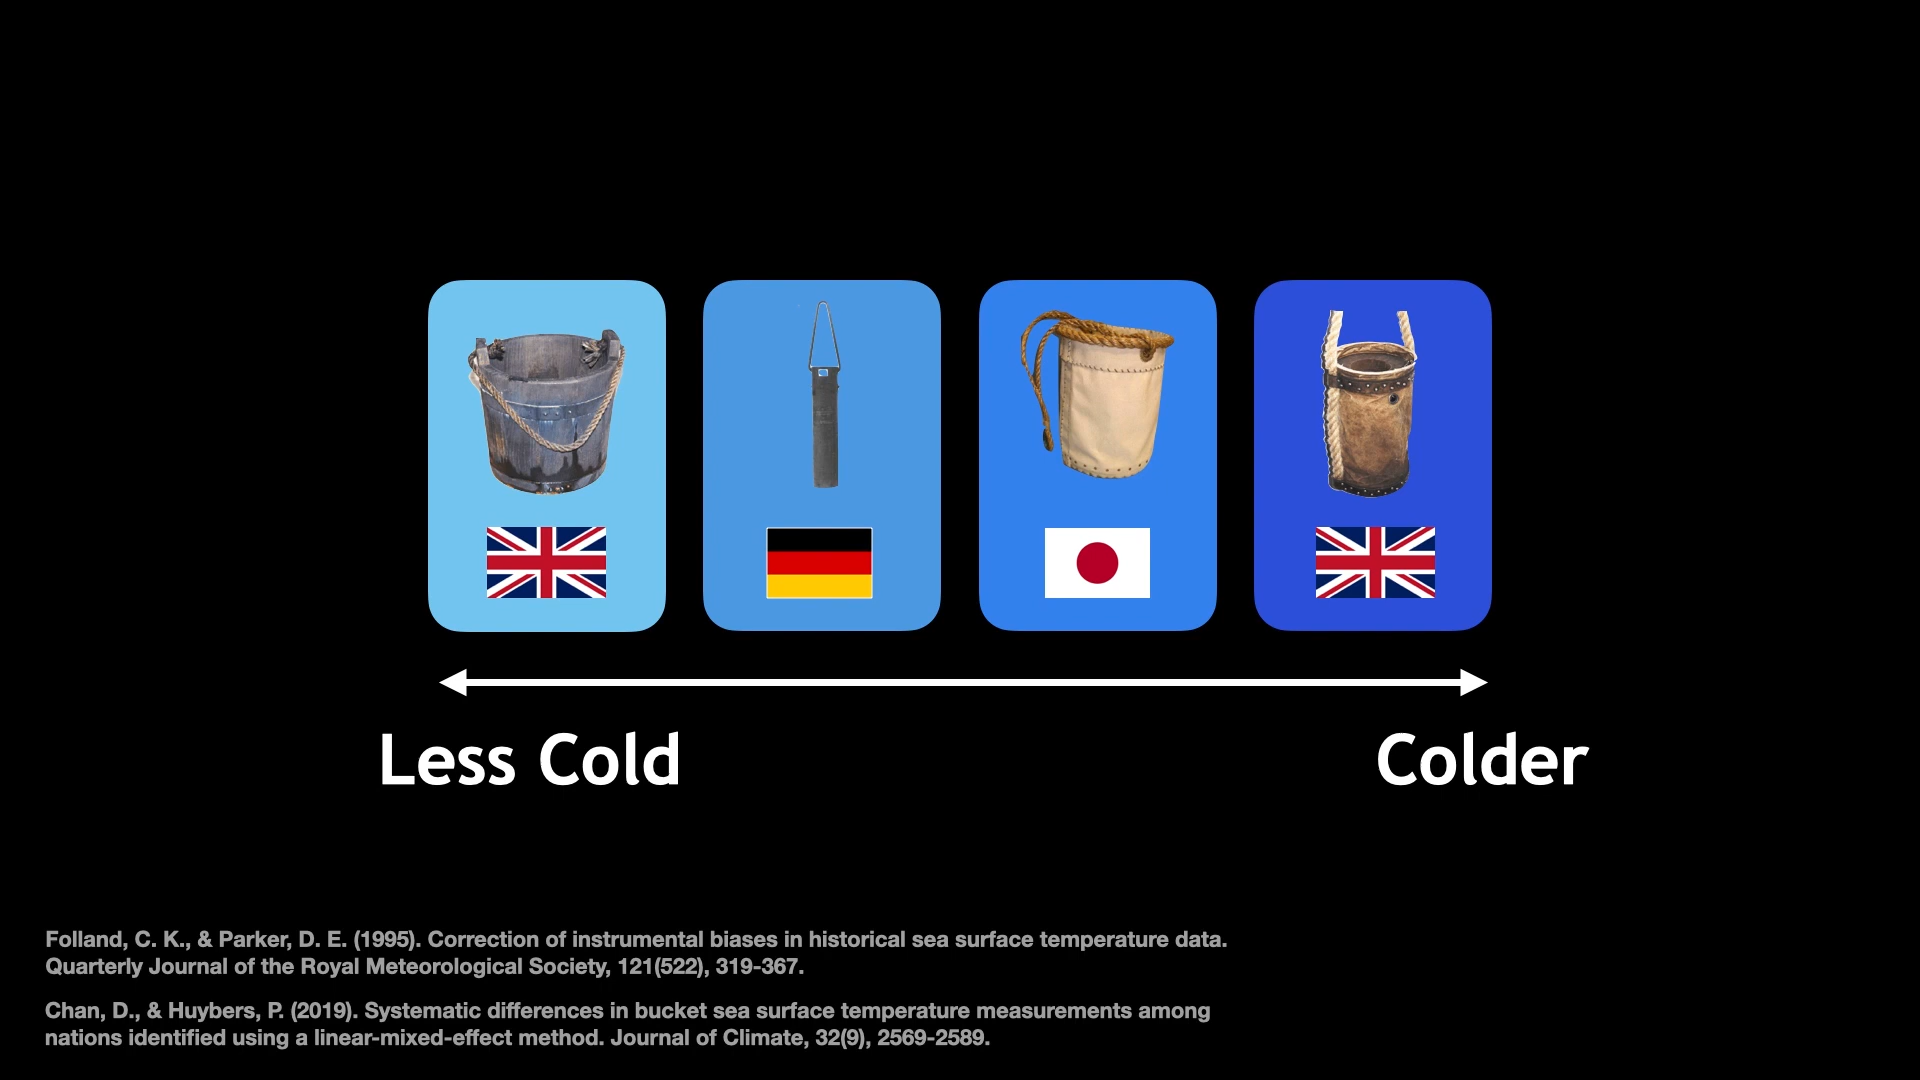 Less Cold
Colder
Folland, C. K., & Parker, D. E. (1995). Correction of instrumental biases in historical sea surface temperature data.
Quarterly Journal of the Royal Meteorological Society, 121(522), 319-367.
Chan, D., & Huybers, P. (2019). Systematic differences in bucket sea surface temperature measurements among
nations identified using a linear-mixed-effect method. Journal of Climate, 32(9), 2569-2589.